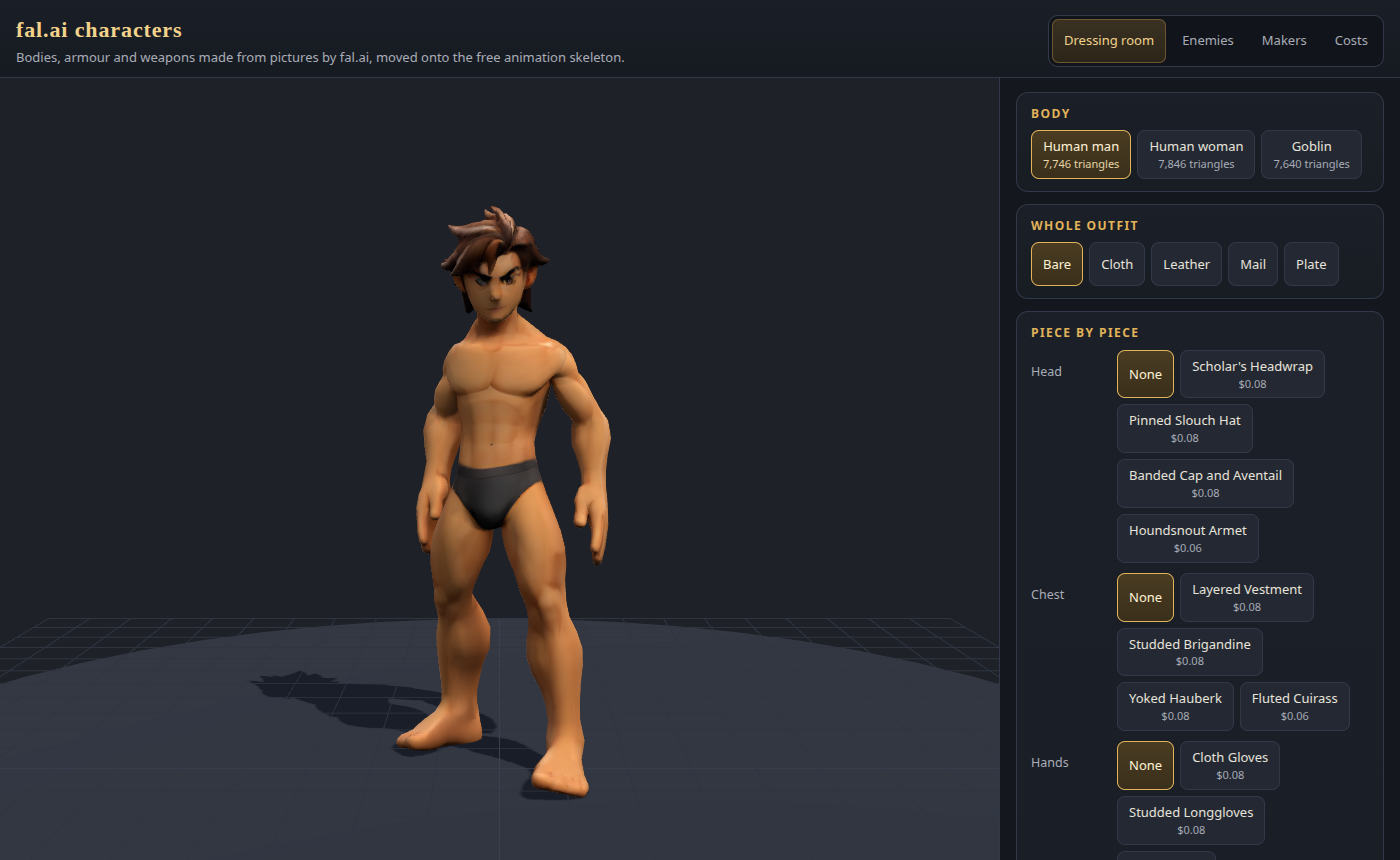 fal.ai characters
Bodies, armour and weapons made from pictures by fal.ai, moved onto the free animation skeleton.
Dressing room
Enemies
Makers
Costs
BODY
Human man
7,746 triangles
Human woman
7,846 triangles
Goblin
7,640 triangles
WHOLE OUTFIT
Bare
Cloth
Leather
Mail
Plate
PIECE BY PIECE
Head
None
Scholar's Headwrap
$0.08
Pinned Slouch Hat
$0.08
Banded Cap and Aventail
$0.08
Houndsnout Armet
$0.06
Chest
None
Layered Vestment
$0.08
Studded Brigandine
$0.08
Yoked Hauberk
$0.08
Fluted Cuirass
$0.06
Hands
None
Cloth Gloves
$0.08
Studded Longgloves
$0.08